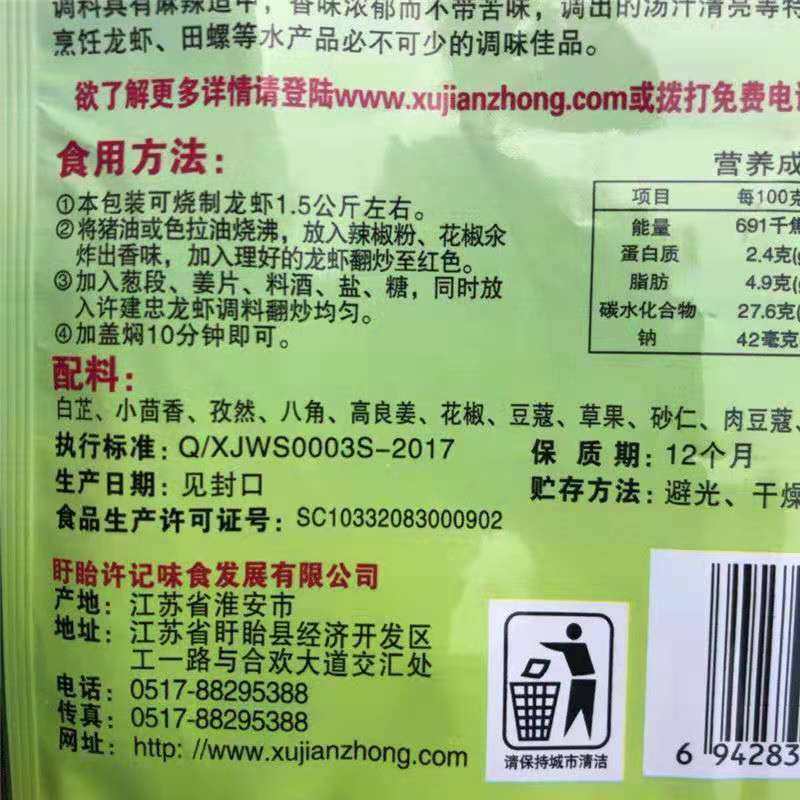 调料具有麻辣适中，香味浓郁而不带苦味，调出的汤汁清亮等特
烹饪龙虾、田螺等水产品必不可少的调味佳品。
欲了解更多详情请登陆www.xujianzhong.com或拨打免费电话
食用方法：
①本包装可烧制龙虾1.5公斤左右。
②将猪油或色拉油烧沸，放入辣椒粉、花椒汆
炸出香味，加入理好的龙虾翻炒至红色。
③加入葱段、姜片、料酒、盐、糖，同时放
入许建忠龙虾调料翻炒均匀。
④加盖焖10分钟即可。
营养成
项目 每100克
能量 691千焦
蛋白质 2.4克(g
脂肪 4.9克(g
碳水化合物 27.6克(
钠 42毫克
配料：
白芷、小茴香、孜然、八角、高良姜、花椒、豆蔻、草果、砂仁、肉豆蔻、
执行标准：Q/XJWS0003S-2017
保 质 期：12个月
生产日期：见封口
贮存方法：避光、干燥
食品生产许可证号：SC10332083000902
盱眙许记味食发展有限公司
产地：江苏省淮安市
地址：江苏省盱眙县经济开发区
工一路与合欢大道交汇处
电话：0517-88295388
传真：0517-88295388
网址：http: //www.xujianzhong.com
请保持城市清洁
6 94283